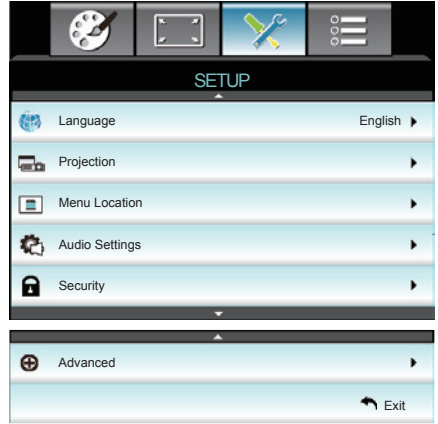 SETUP
Language English
Projection
Menu Location
Audio Settings
Security
Advanced
Exit